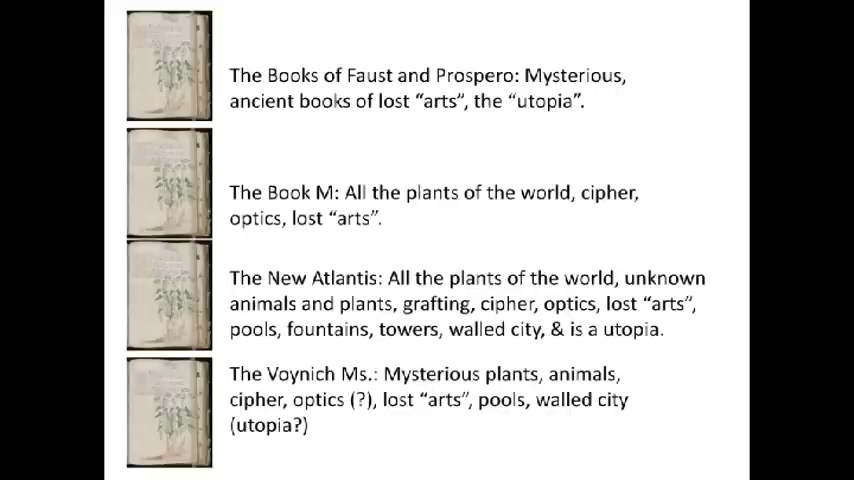 The Books of Faust and Prospero: Mysterious,
ancient books of lost “arts”, the “utopia”.
The Book M: All the plants of the world, cipher,
optics, lost “arts”.
The New Atlantis: All the plants of the world, unknown
animals and plants, grafting, cipher, optics, lost “arts”,
pools, fountains, towers, walled city, & is a utopia.
The Voynich Ms.: Mysterious plants, animals,
cipher, optics (?), lost “arts”, pools, walled city
(utopia?)